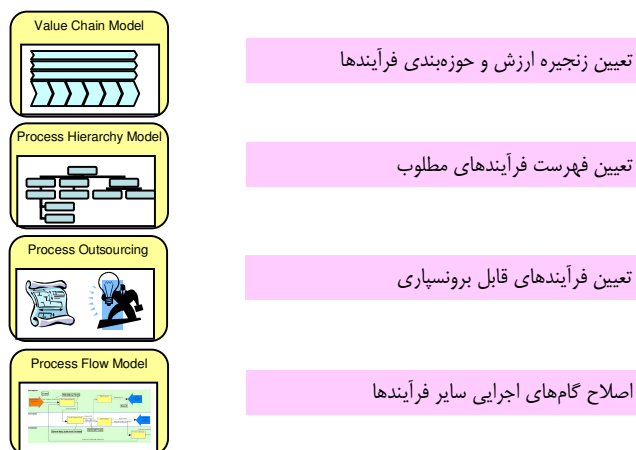 Value Chain Model
تعیین زنجیره ارزش و حوزه‌بندی فرآیندها
Process Hierarchy Model
تعیین فهرست فرآیندهای مطلوب
Process Outsourcing
تعیین فرآیندهای قابل برونسپاری
Process Flow Model
اصلاح گام‌های اجرایی سایر فرآیندها